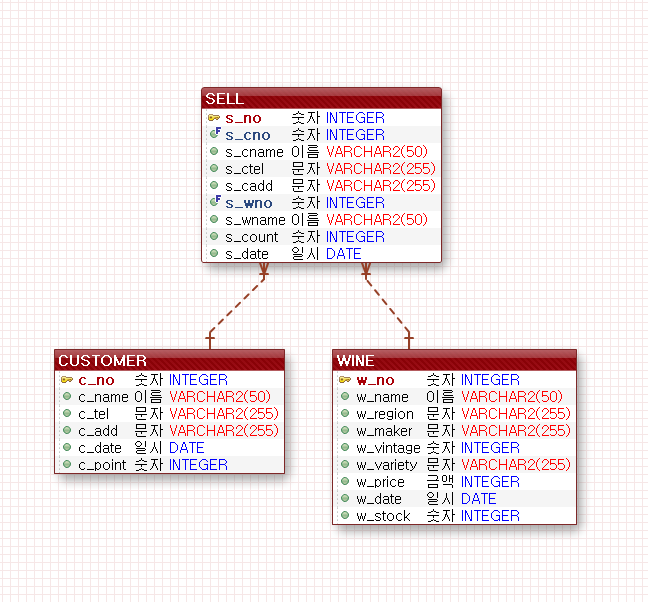 SELL
s_no 숫자 INTEGER
s_cno 숫자 INTEGER
s_cname 이름 VARCHAR2(50)
s_ctel 문자 VARCHAR2(255)
s_cadd 문자 VARCHAR2(255)
s_wno 숫자 INTEGER
s_wname 이름 VARCHAR2(50)
s_count 숫자 INTEGER
s_date 일시 DATE
CUSTOMER
c_no 숫자 INTEGER
c_name 이름 VARCHAR2(50)
c_tel 문자 VARCHAR2(255)
c_add 문자 VARCHAR2(255)
c_date 일시 DATE
c_point 숫자 INTEGER
WINE
w_no 숫자 INTEGER
w_name 이름 VARCHAR2(50)
w_region 문자 VARCHAR2(255)
w_maker 문자 VARCHAR2(255)
w_vintage 숫자 INTEGER
w_variety 문자 VARCHAR2(255)
w_price 금액 INTEGER
w_date 일시 DATE
w_stock 숫자 INTEGER